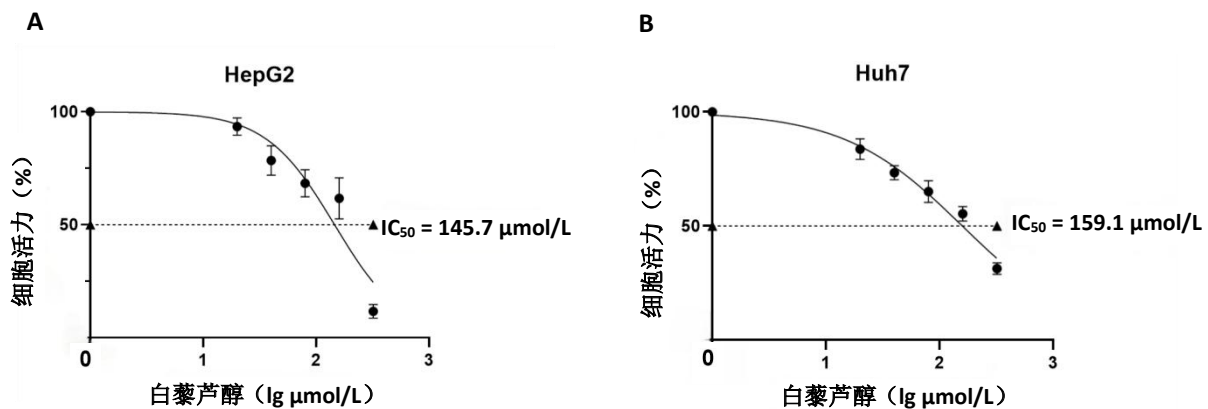 A
HepG2
100
50
0
1
2
3
细胞活力（%）
IC50 = 145.7 μmol/L
白藜芦醇（lg μmol/L）
B
Huh7
100
50
0
1
2
3
细胞活力（%）
IC50 = 159.1 μmol/L
白藜芦醇（lg μmol/L）